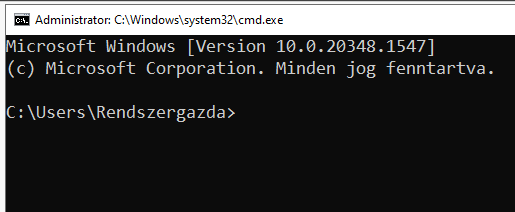 Administrator: C:\Windows\system32\cmd.exe
Microsoft Windows [Version 10.0.20348.1547]
(c) Microsoft Corporation. Minden jog fenntartva.
C:\Users\Rendszergazda>